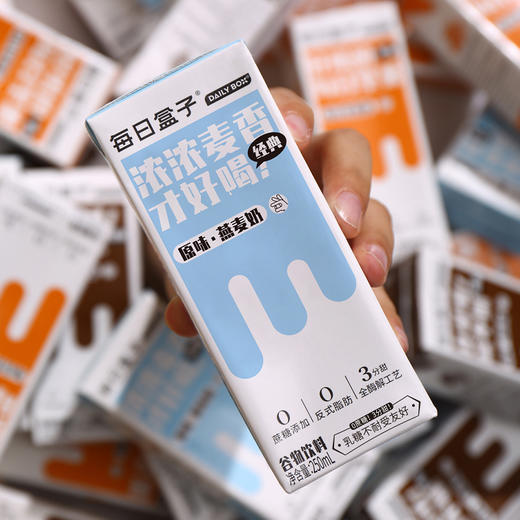 每日盒子®
DAILY BOX
浓浓麦香
才好喝!
经典
原味·燕麦奶
0
蔗糖添加
0
反式脂肪
3分甜
全酶解工艺
乳糖不耐受友好
谷物饮料
净含量:250mL